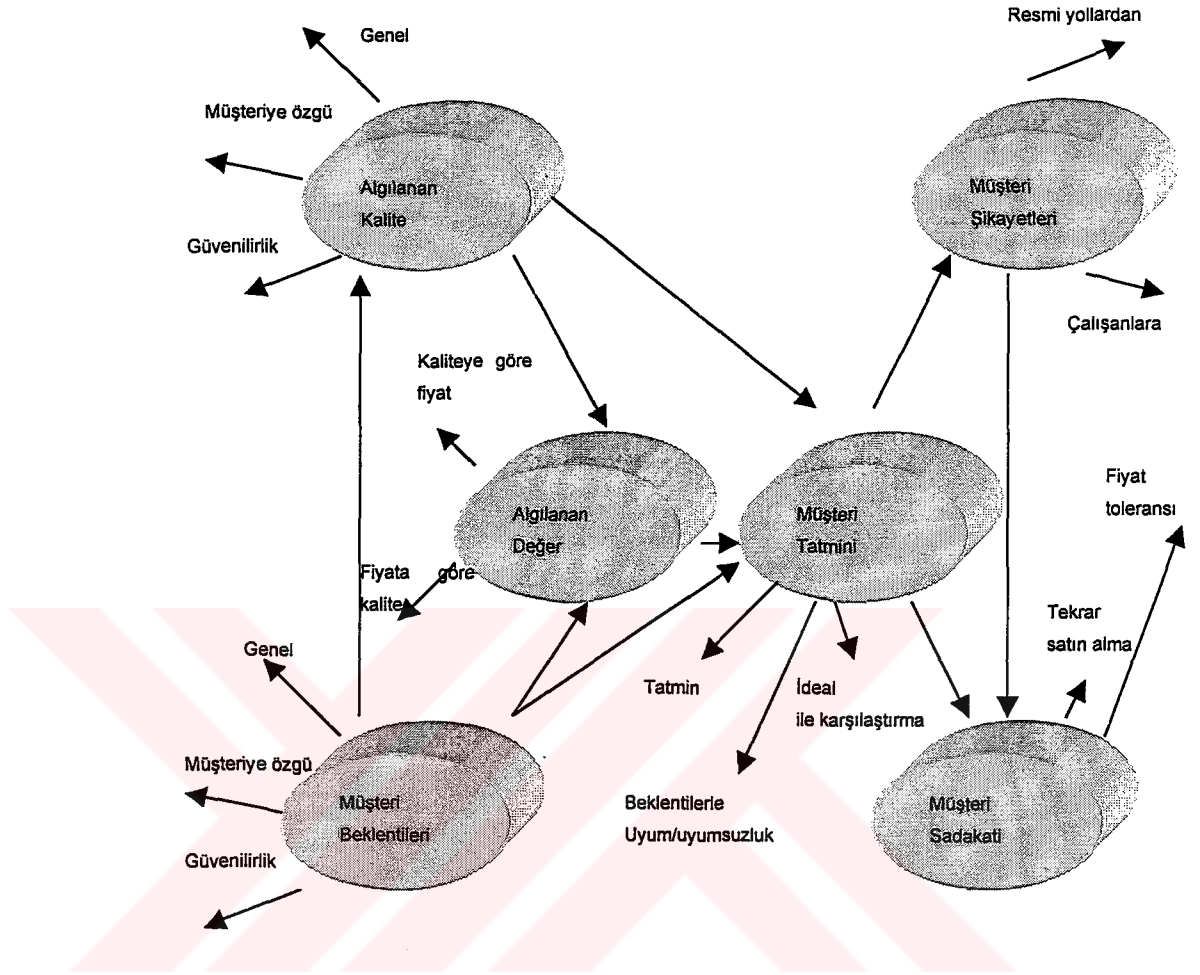 Resmi yollardan
Genel
Müşteriye özgü
Algılanan
Kalite
Müşteri
Şikayetleri
Güvenilirlik
Çalışanlara
Kaliteye göre
fiyat
Fiyat
toleransı
Algılanan
Değer
Müşteri
Tatmini
Fiyata göre
kalite
Tekrar
satın alma
Genel
Tatmin
İdeal
ile karşılaştırma
Müşteriye özgü
Müşteri
Beklentileri
Beklentilerle
Uyum/uyumsuzluk
Müşteri
Sadakati
Güvenilirlik